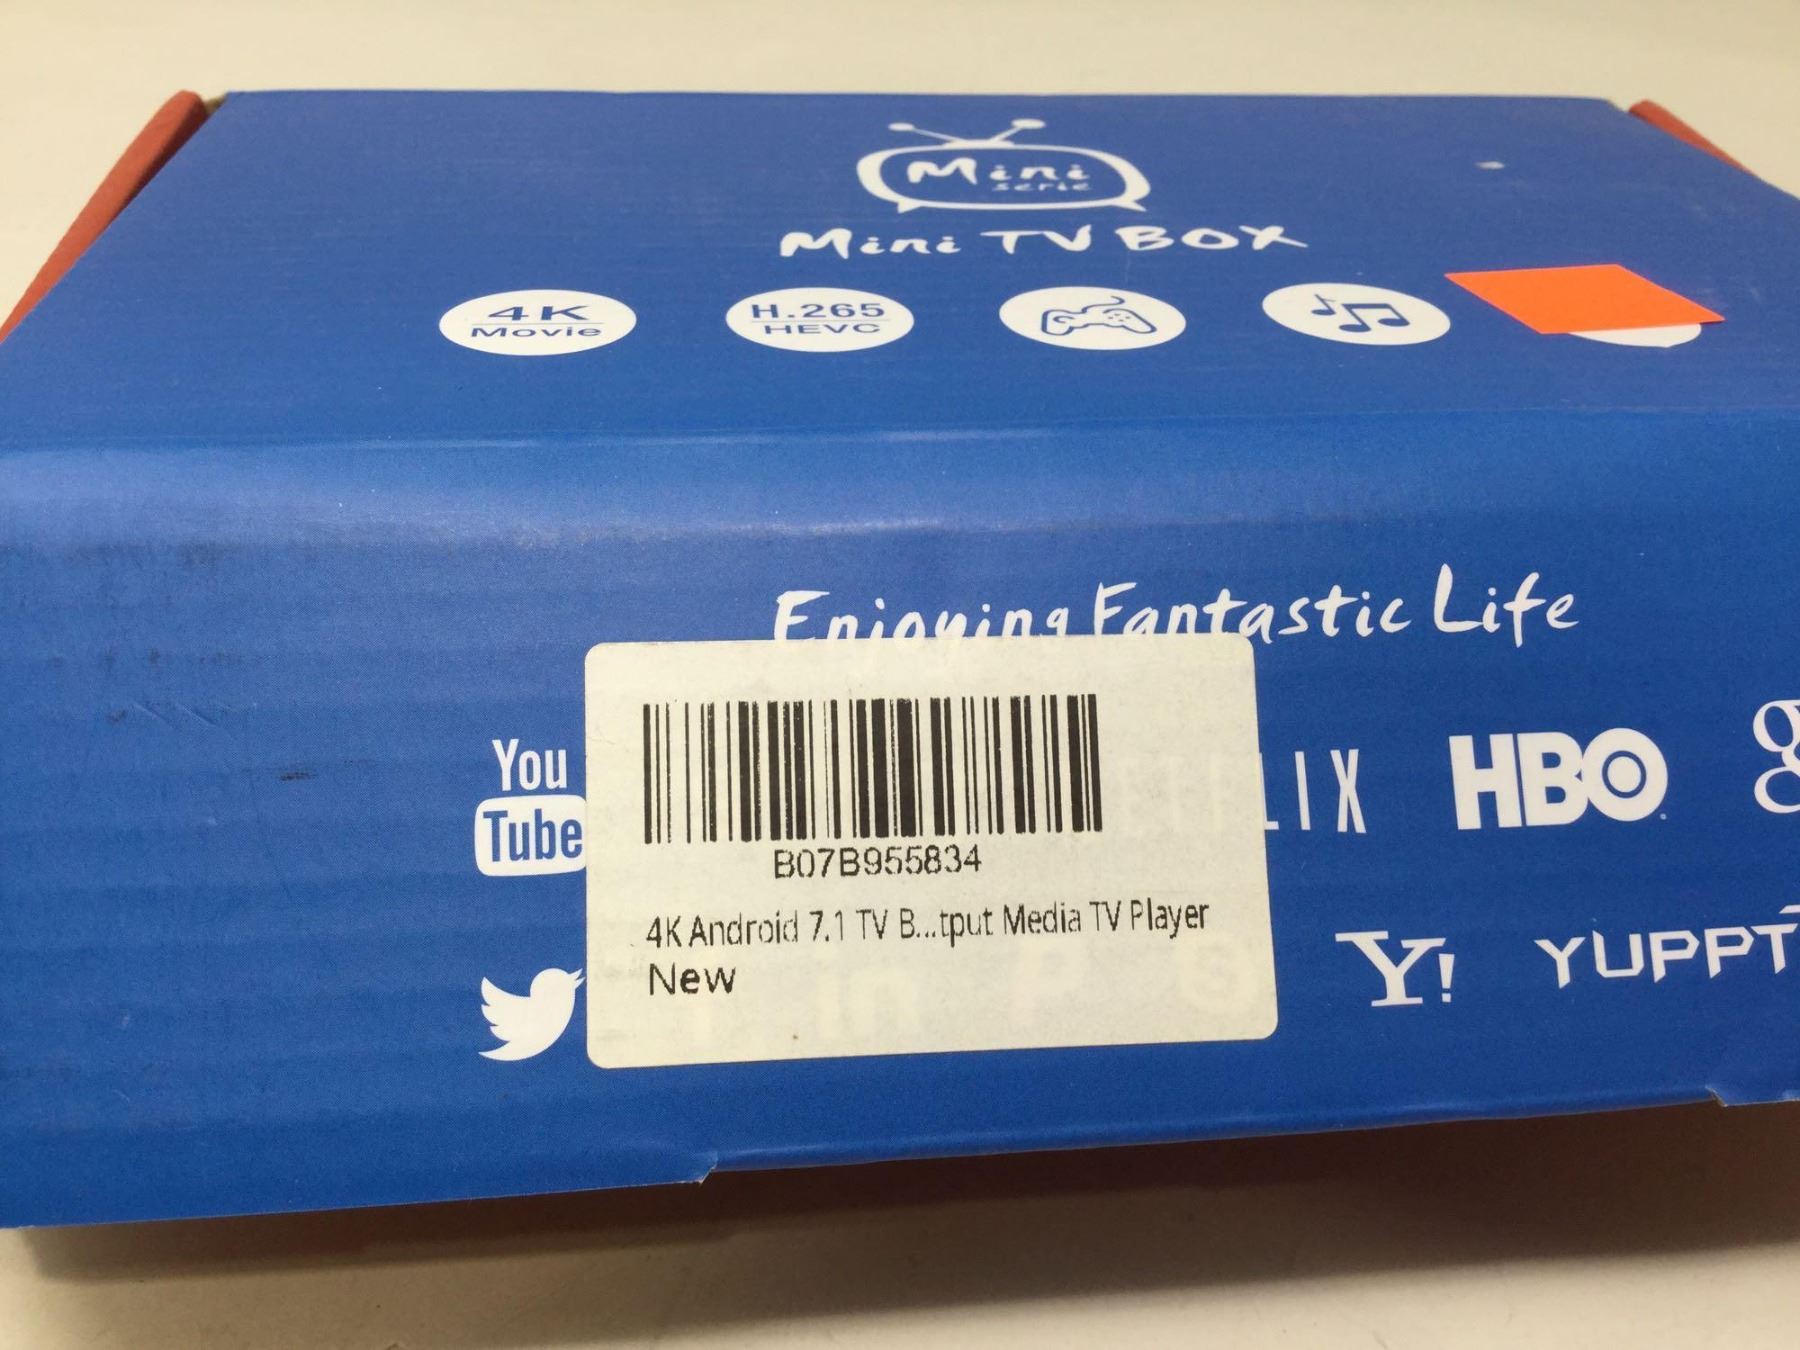 Mini
serie
Mini TV BOX
4K
Movie
H.265
HEVC
Enjoying Fantastic Life
You
Tube
LIX
HBO
g
B07B955834
4K Android 7.1 TV B...tput Media TV Player
New
in
Y!
YUPPT